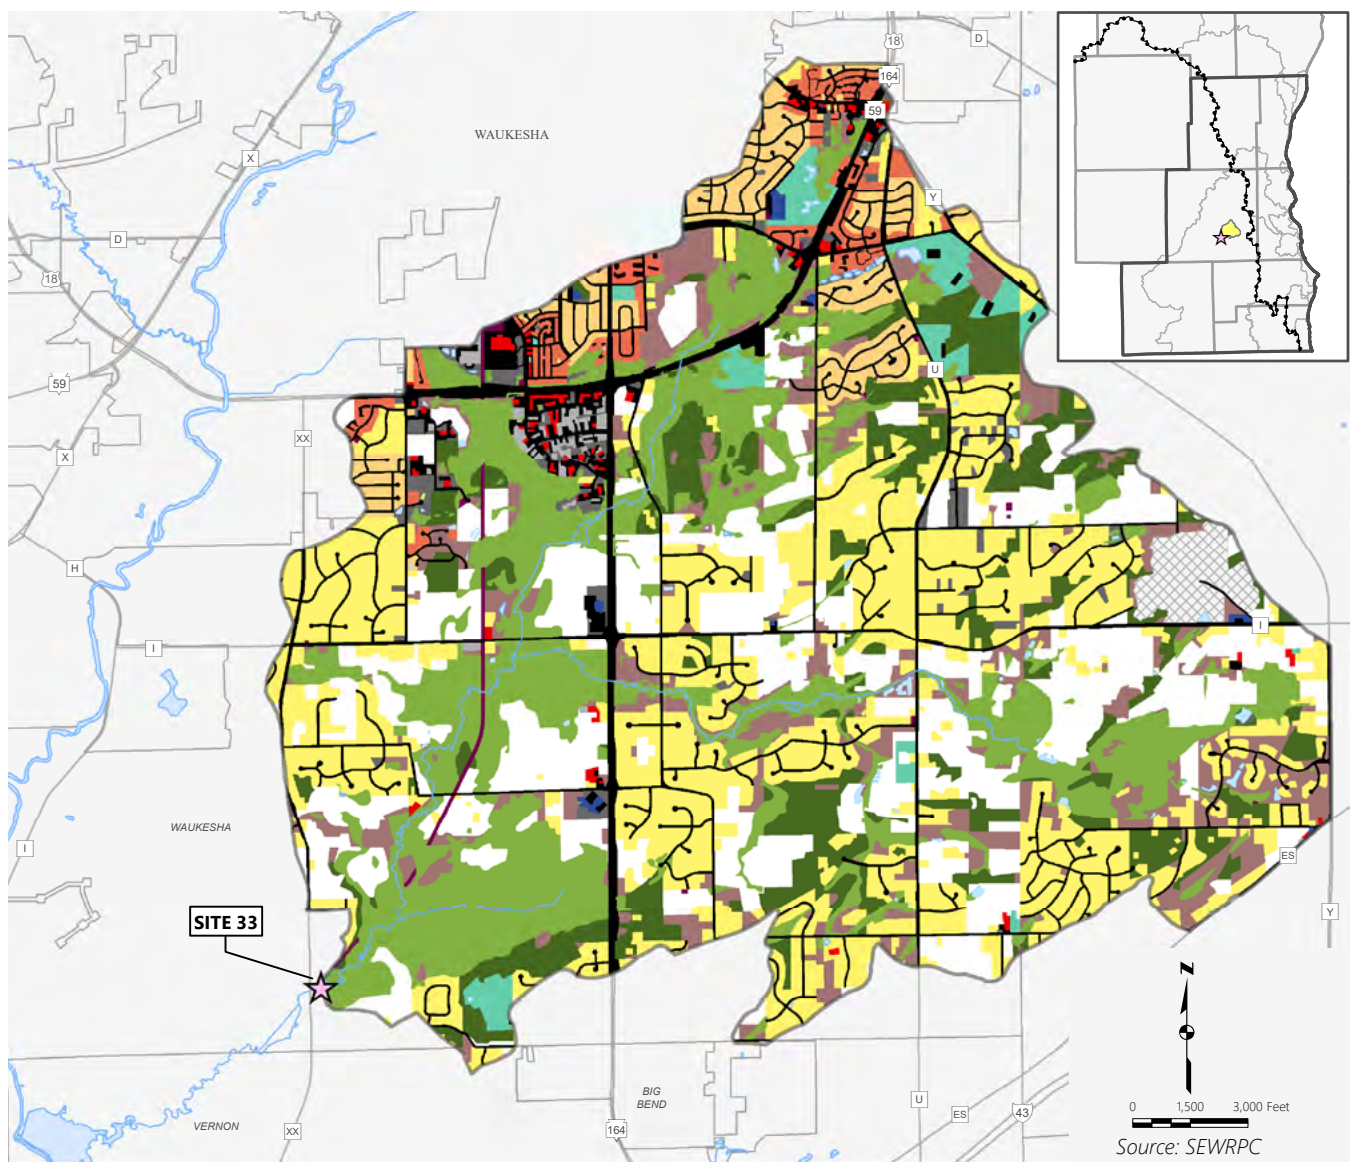 18
D
164
59
WAUKESHA
X
Y
D
18
59
U
XX
X
H
I
I
WAUKESHA
I
ES
SITE 33
Y
N
BIG
BEND
VERNON
XX
164
U
ES
43
0 1,500 3,000 Feet
Source: SEWRPC